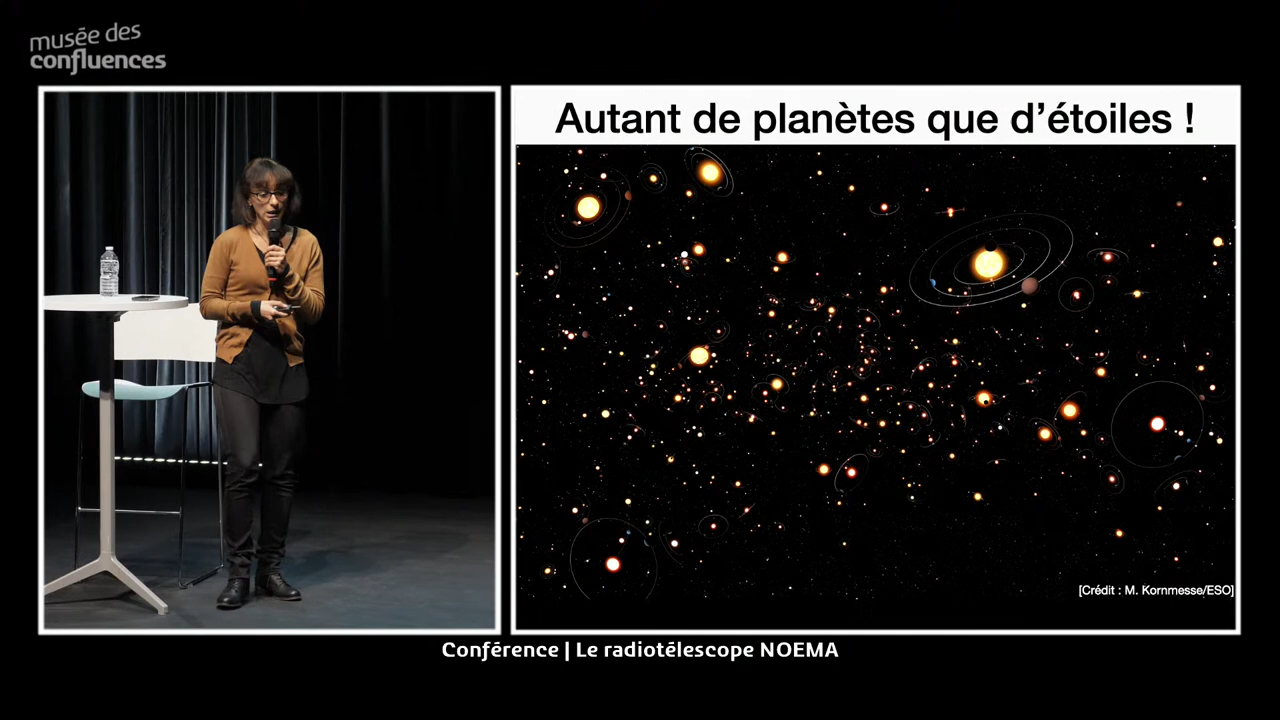 musée des
confluences
Autant de planètes que d'étoiles !
[Crédit : M. Kornmesse/ESO]
Conférence | Le radiotélescope NOEMA